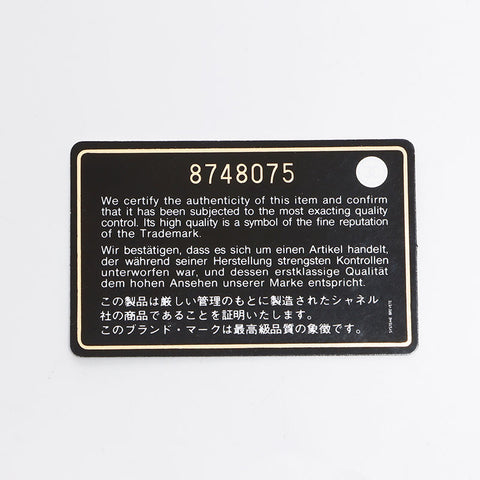 8748075
We certify the authenticity of this item and confirm
that it has been subjected to the most exacting quality
control. Its high quality is a symbol of the fine reputation
of the Trademark.
Wir bestätigen, dass es sich um einen Artikel handelt,
der während seiner Herstellung strengsten Kontrollen
unterworfen war, und dessen erstklassige Qualität
dem hohen Ansehen unserer Marke entspricht.
この製品は厳しい管理のもとに製造されたシャネル
社の商品であることを証明いたします。
このブランド・マークは最高級品質の象徴です。
SYSTEME BREVETE